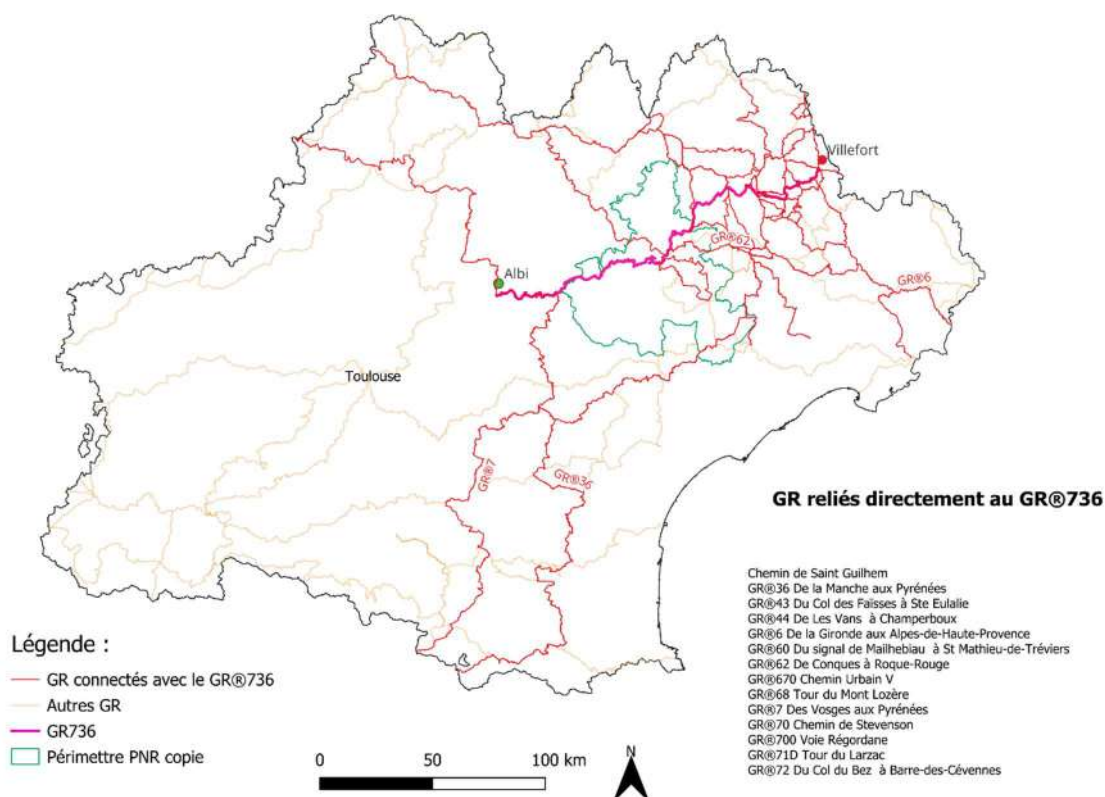 Villefort
GR®62
GR®6
Albi
Toulouse
GR®7
GR®36
GR reliés directement au GR®736
Chemin de Saint Guilhem
GR®36 De la Manche aux Pyrénées
GR®43 Du Col des Faïsses à Ste Eulalie
GR®44 De Les Vans à Champerboux
GR®6 De la Gironde aux Alpes-de-Haute-Provence
GR®60 Du signal de Mailhebiau à St Mathieu-de-Tréviers
GR®62 De Conques à Roque-Rouge
GR®670 Chemin Urbain V
GR®68 Tour du Mont Lozère
GR®7 Des Vosges aux Pyrénées
GR®70 Chemin de Stevenson
GR®700 Voie Régordane
GR®71D Tour du Larzac
GR®72 Du Col du Bez à Barre-des-Cévennes
Légende :
GR connectés avec le GR®736
Autres GR
GR736
Périmettre PNR copie
0 50 100 km
N